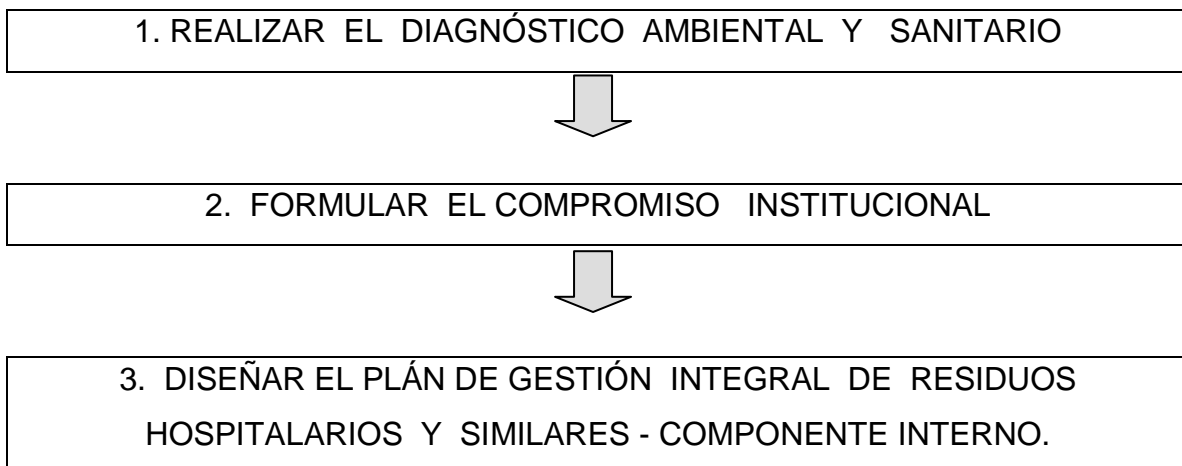 1. REALIZAR EL DIAGNÓSTICO AMBIENTAL Y SANITARIO
2. FORMULAR EL COMPROMISO INSTITUCIONAL
3. DISEÑAR EL PLÁN DE GESTIÓN INTEGRAL DE RESIDUOS
HOSPITALARIOS Y SIMILARES - COMPONENTE INTERNO.